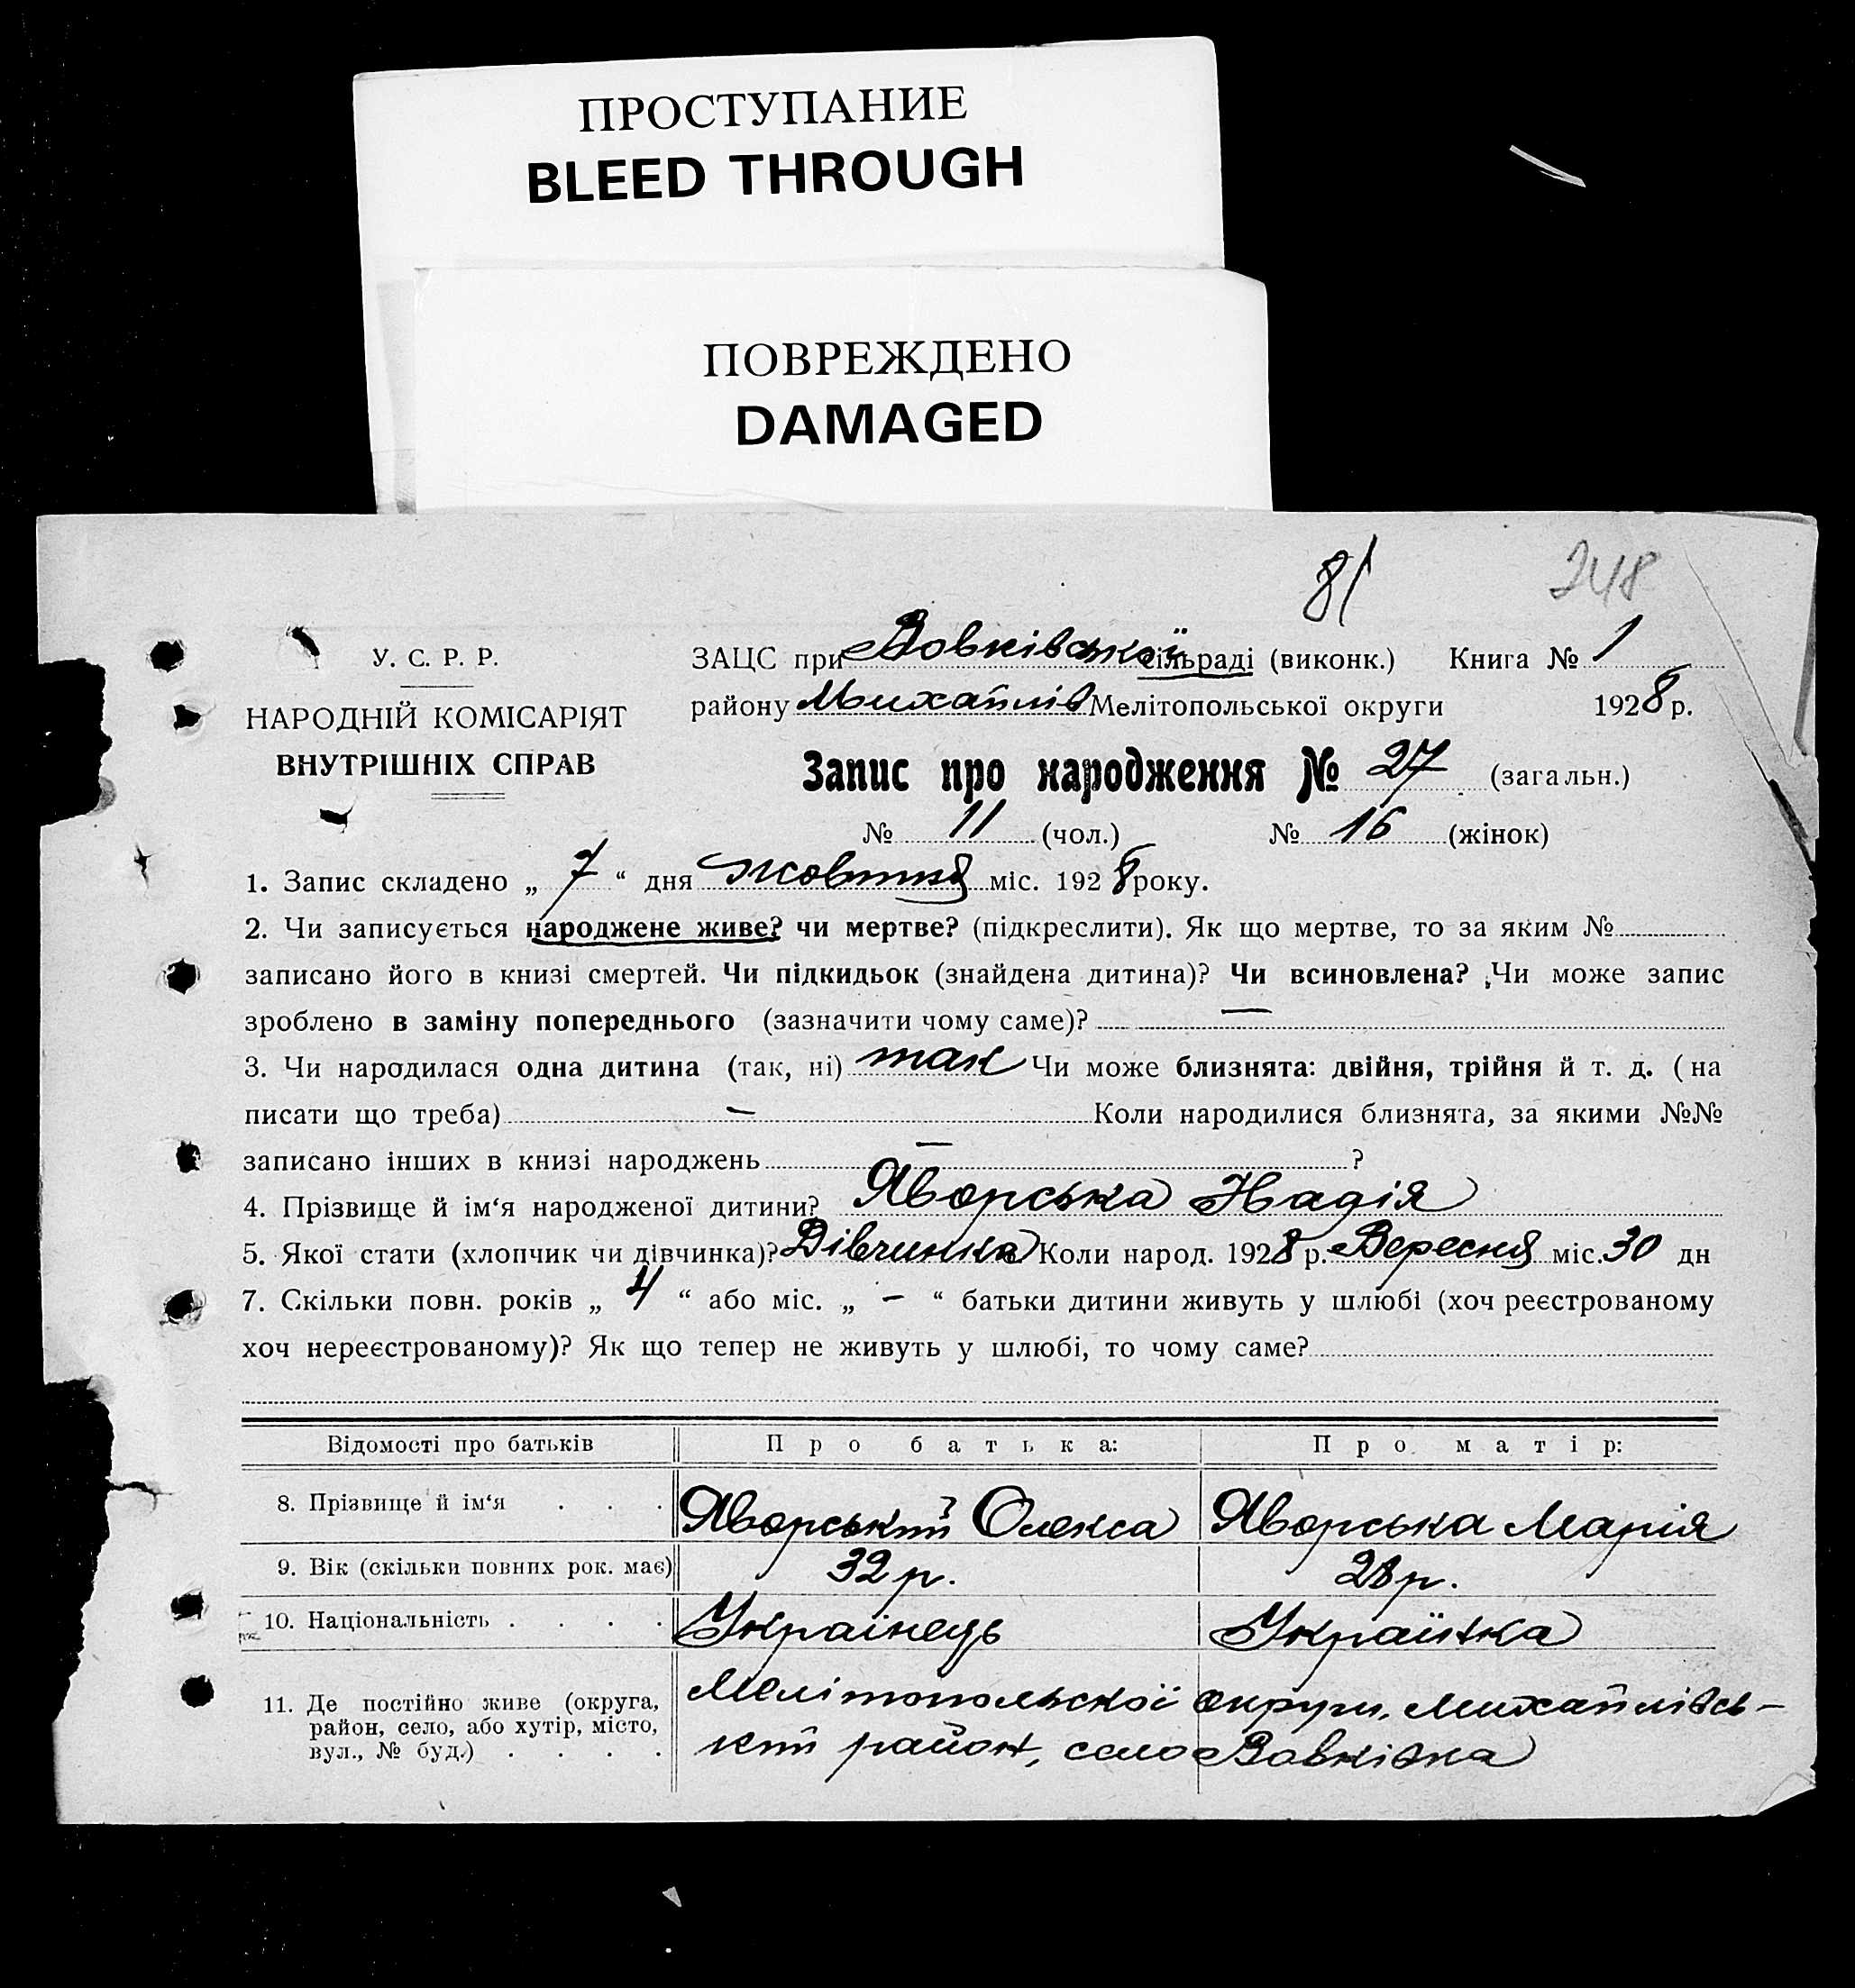 ПРОСТУПАНИЕ
BLEED THROUGH
ПОВРЕЖДЕНО
DAMAGED
81
248
У. С. Р. Р.
НАРОДНІЙ КОМІСАРІЯТ
ВНУТРІШНІХ СПРАВ
ЗАЦС при Вовківській сільраді (виконк.) Книга № 1
району Михайлів Мелітопольської округи 1928 р.
Запис про народження № 27 (загальн.)
№ 11 (чол.) № 16 (жінок)
1. Запис складено „ 7 “ дня жовтня міс. 1928 року.
2. Чи записується народжене живе? чи мертве? (підкреслити). Як що мертве, то за яким №
записано його в книзі смертей. Чи підкидьок (знайдена дитина)? Чи всиновлена? Чи може запис
зроблено в заміну попереднього (зазначити чому саме)? —
3. Чи народилася одна дитина (так, ні) так Чи може близнята: двійня, трійня й т. д. (на
писати що треба) — Коли народилися близнята, за якими №№
записано інших в книзі народжень — ?
4. Прізвище й ім‘я народженої дитини? Яворська Надія
5. Якої стати (хлопчик чи дівчинка)? Дівчинка Коли народ. 1928 р. Вересня міс. 30 дн
7. Скільки повн. років „ 4 “ або міс. „ — “ батьки дитини живуть у шлюбі (хоч реєстрованому
хоч нереєстрованому)? Як що тепер не живуть у шлюбі, то чому саме?
Відомості про батьків Про батька: Про матір:
8. Прізвище й ім‘я . . . Яворський Олекса Яворська Марія
9. Вік (скільки повних рок. має) 32 р. 28 р.
10. Національність . . . . Українець Українка
11. Де постійно живе (округа,
район, село, або хутір, місто,
вул., № буд.) . . . .
Мелітопольскої округи, Михайлівсь-
кий район, село Вовківка